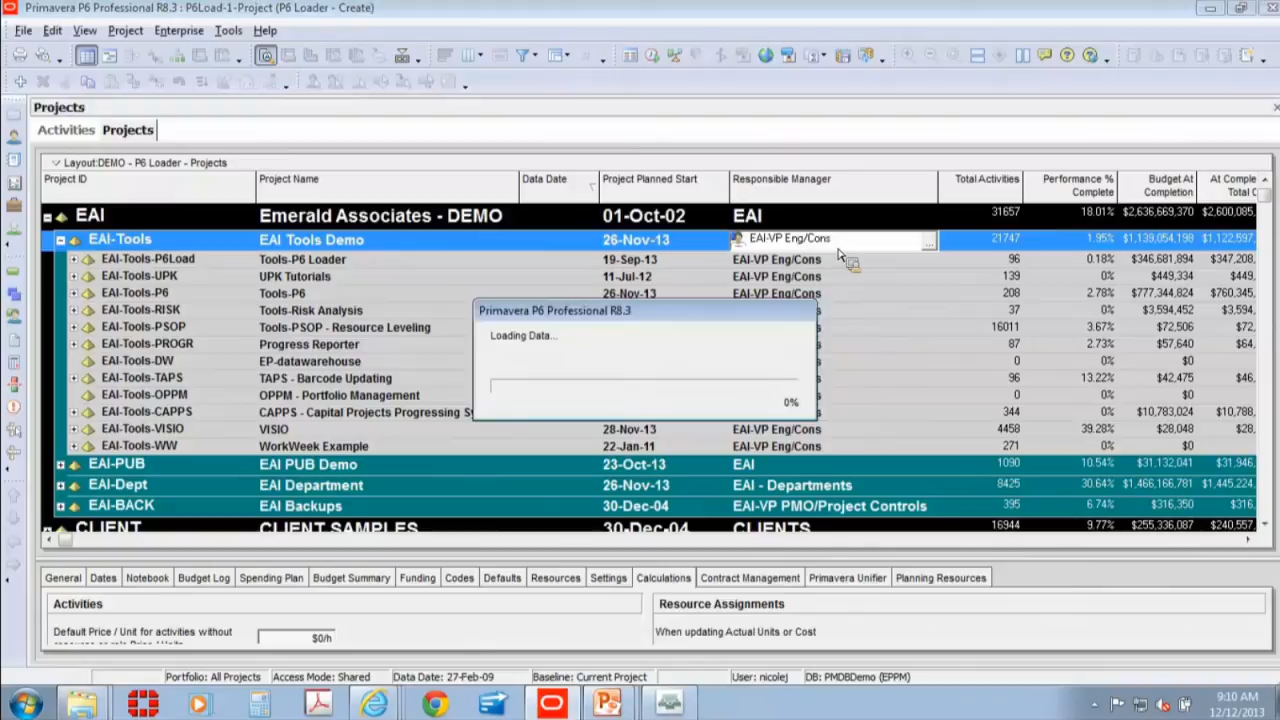 Primavera P6 Professional R8.3 : P6Load-1-Project (P6 Loader - Create)
File Edit View Project Enterprise Tools Help
Projects
Activities Projects
Layout:DEMO - P6 Loader - Projects
Project ID Project Name Data Date Project Planned Start Responsible Manager Total Activities Performance % Complete Budget At Completion At Comple Total C
EAI Emerald Associates - DEMO 01-Oct-02 EAI 31657 18.01% $2,636,669,370 $2,600,085,
EAI-Tools EAI Tools Demo 26-Nov-13 EAI-VP Eng/Cons ... 21747 1.95% $1,139,054,198 $1,122,597,
EAI-Tools-P6Load Tools-P6 Loader 19-Sep-13 EAI-VP Eng/Cons 96 0.18% $346,681,894 $347,208,
EAI-Tools-UPK UPK Tutorials 11-Jul-12 EAI-VP Eng/Cons 139 0% $449,334 $449,
EAI-Tools-P6 Tools-P6 26-Nov-13 EAI-VP Eng/Cons 208 2.78% $777,344,824 $760,345,
EAI-Tools-RISK Tools-Risk Analysis 37 0% $3,594,452 $3,594,
EAI-Tools-PSOP Tools-PSOP - Resource Leveling 16011 3.67% $72,506 $72,
EAI-Tools-PROGR Progress Reporter 87 2.73% $57,640 $64,
EAI-Tools-DW EP-datawarehouse 0 0% $0
EAI-Tools-TAPS TAPS - Barcode Updating 96 13.22% $42,475 $46,
EAI-Tools-OPPM OPPM - Portfolio Management 0 0% $0
EAI-Tools-CAPPS CAPPS - Capital Projects Progressing Sy 344 0% $10,783,024 $10,788,
EAI-Tools-VISIO VISIO 28-Nov-13 EAI-VP Eng/Cons 4458 39.28% $28,048 $28,
EAI-Tools-WW WorkWeek Example 22-Jan-11 EAI-VP Eng/Cons 271 0% $0
EAI-PUB EAI PUB Demo 23-Oct-13 EAI 1090 10.54% $31,132,041 $31,946,
EAI-Dept EAI Department 26-Nov-13 EAI - Departments 8425 30.64% $1,466,166,781 $1,445,224,
EAI-BACK EAI Backups 30-Dec-04 EAI-VP PMO/Project Controls 395 6.74% $316,350 $316,
CLIENT CLIENT SAMPLES 30-Dec-04 CLIENTS 16944 9.77% $255,336,087 $240,557,
Primavera P6 Professional R8.3
Loading Data...
0%
General Dates Notebook Budget Log Spending Plan Budget Summary Funding Codes Defaults Resources Settings Calculations Contract Management Primavera Unifier Planning Resources
Activities Resource Assignments
Default Price / Unit for activities without $0/h When updating Actual Units or Cost
Portfolio: All Projects Access Mode: Shared Data Date: 27-Feb-09 Baseline: Current Project User: nicolej DB: PMDBDemo (EPPM)
9:10 AM
12/12/2013